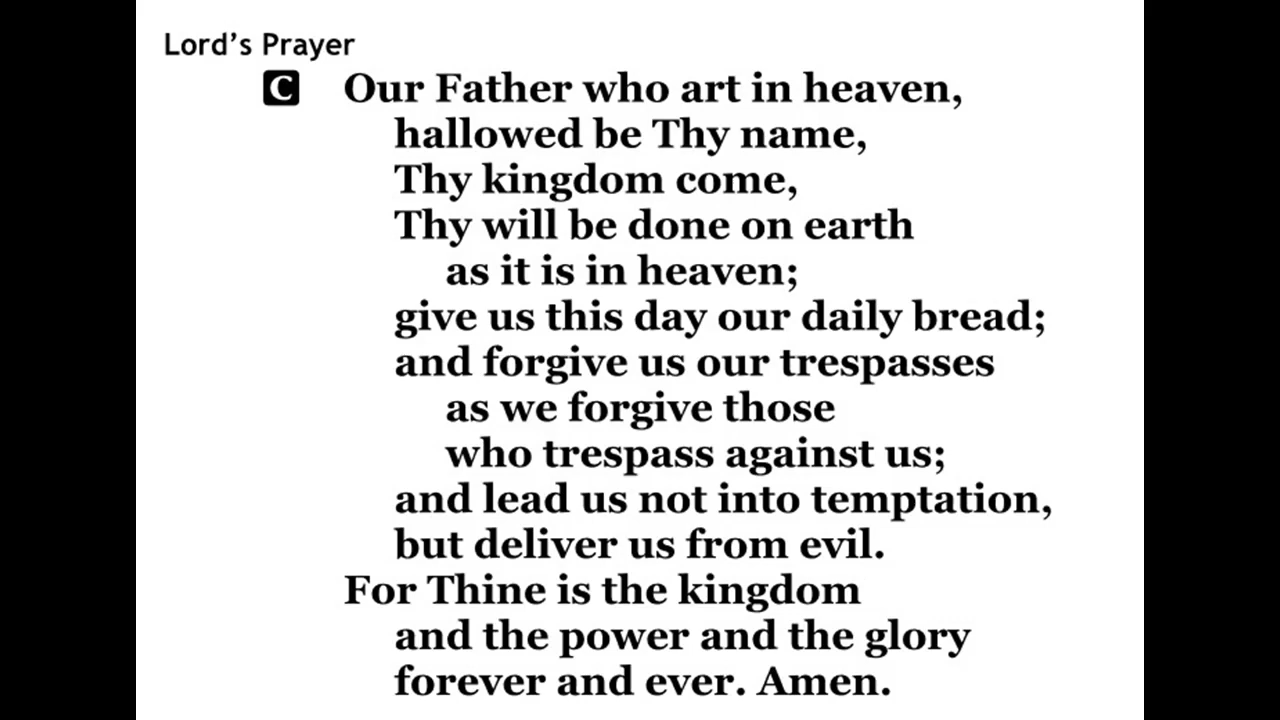 Lord's Prayer
C Our Father who art in heaven,
hallowed be Thy name,
Thy kingdom come,
Thy will be done on earth
as it is in heaven;
give us this day our daily bread;
and forgive us our trespasses
as we forgive those
who trespass against us;
and lead us not into temptation,
but deliver us from evil.
For Thine is the kingdom
and the power and the glory
forever and ever. Amen.